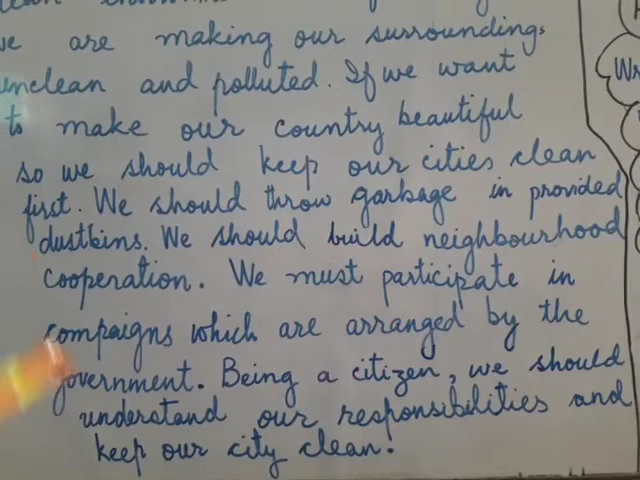 we are making our surroundings
unclean and polluted. If we want
to make our country beautiful
so we should keep our cities clean
first. We should throw garbage in provided
dustbins. We should build neighbourhood
cooperation. We must participate in
compaigns which are arranged by the
government. Being a citizen, we should
understand our responsibilities and
keep our city clean.